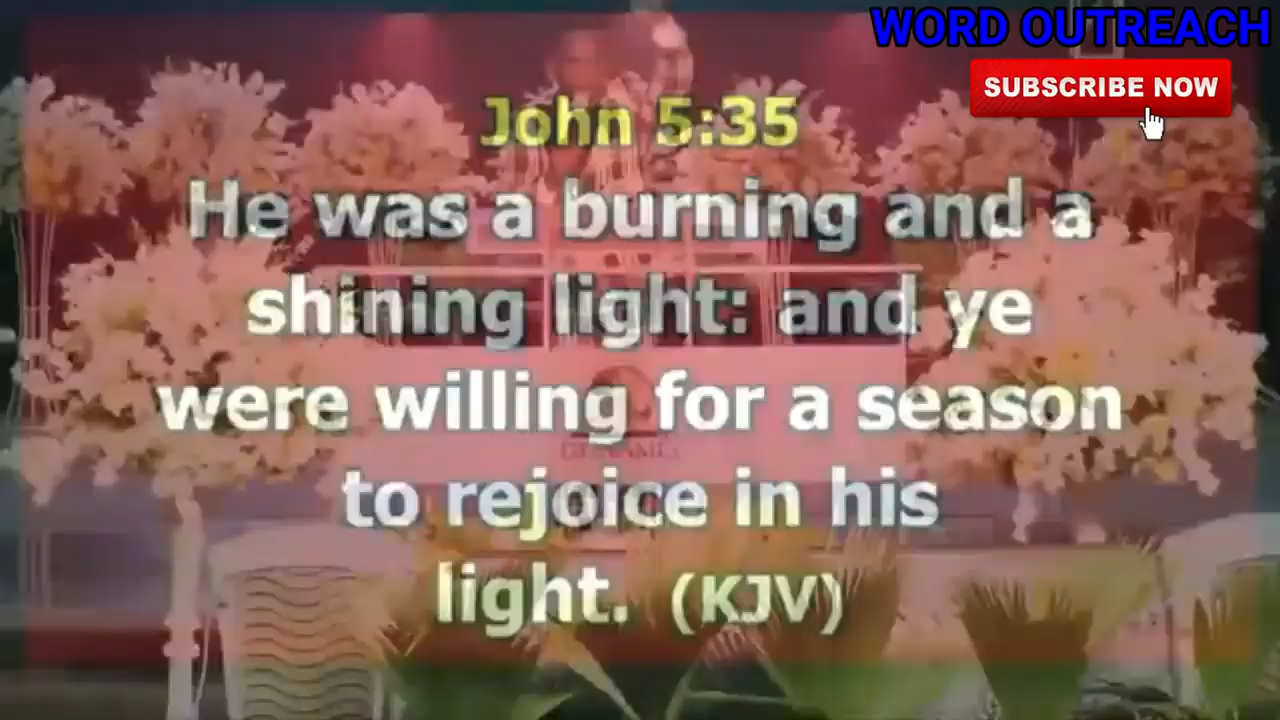 WORD OUTREACH
SUBSCRIBE NOW
John 5:35
He was a burning and a
shining light: and ye
were willing for a season
to rejoice in his
light. (KJV)